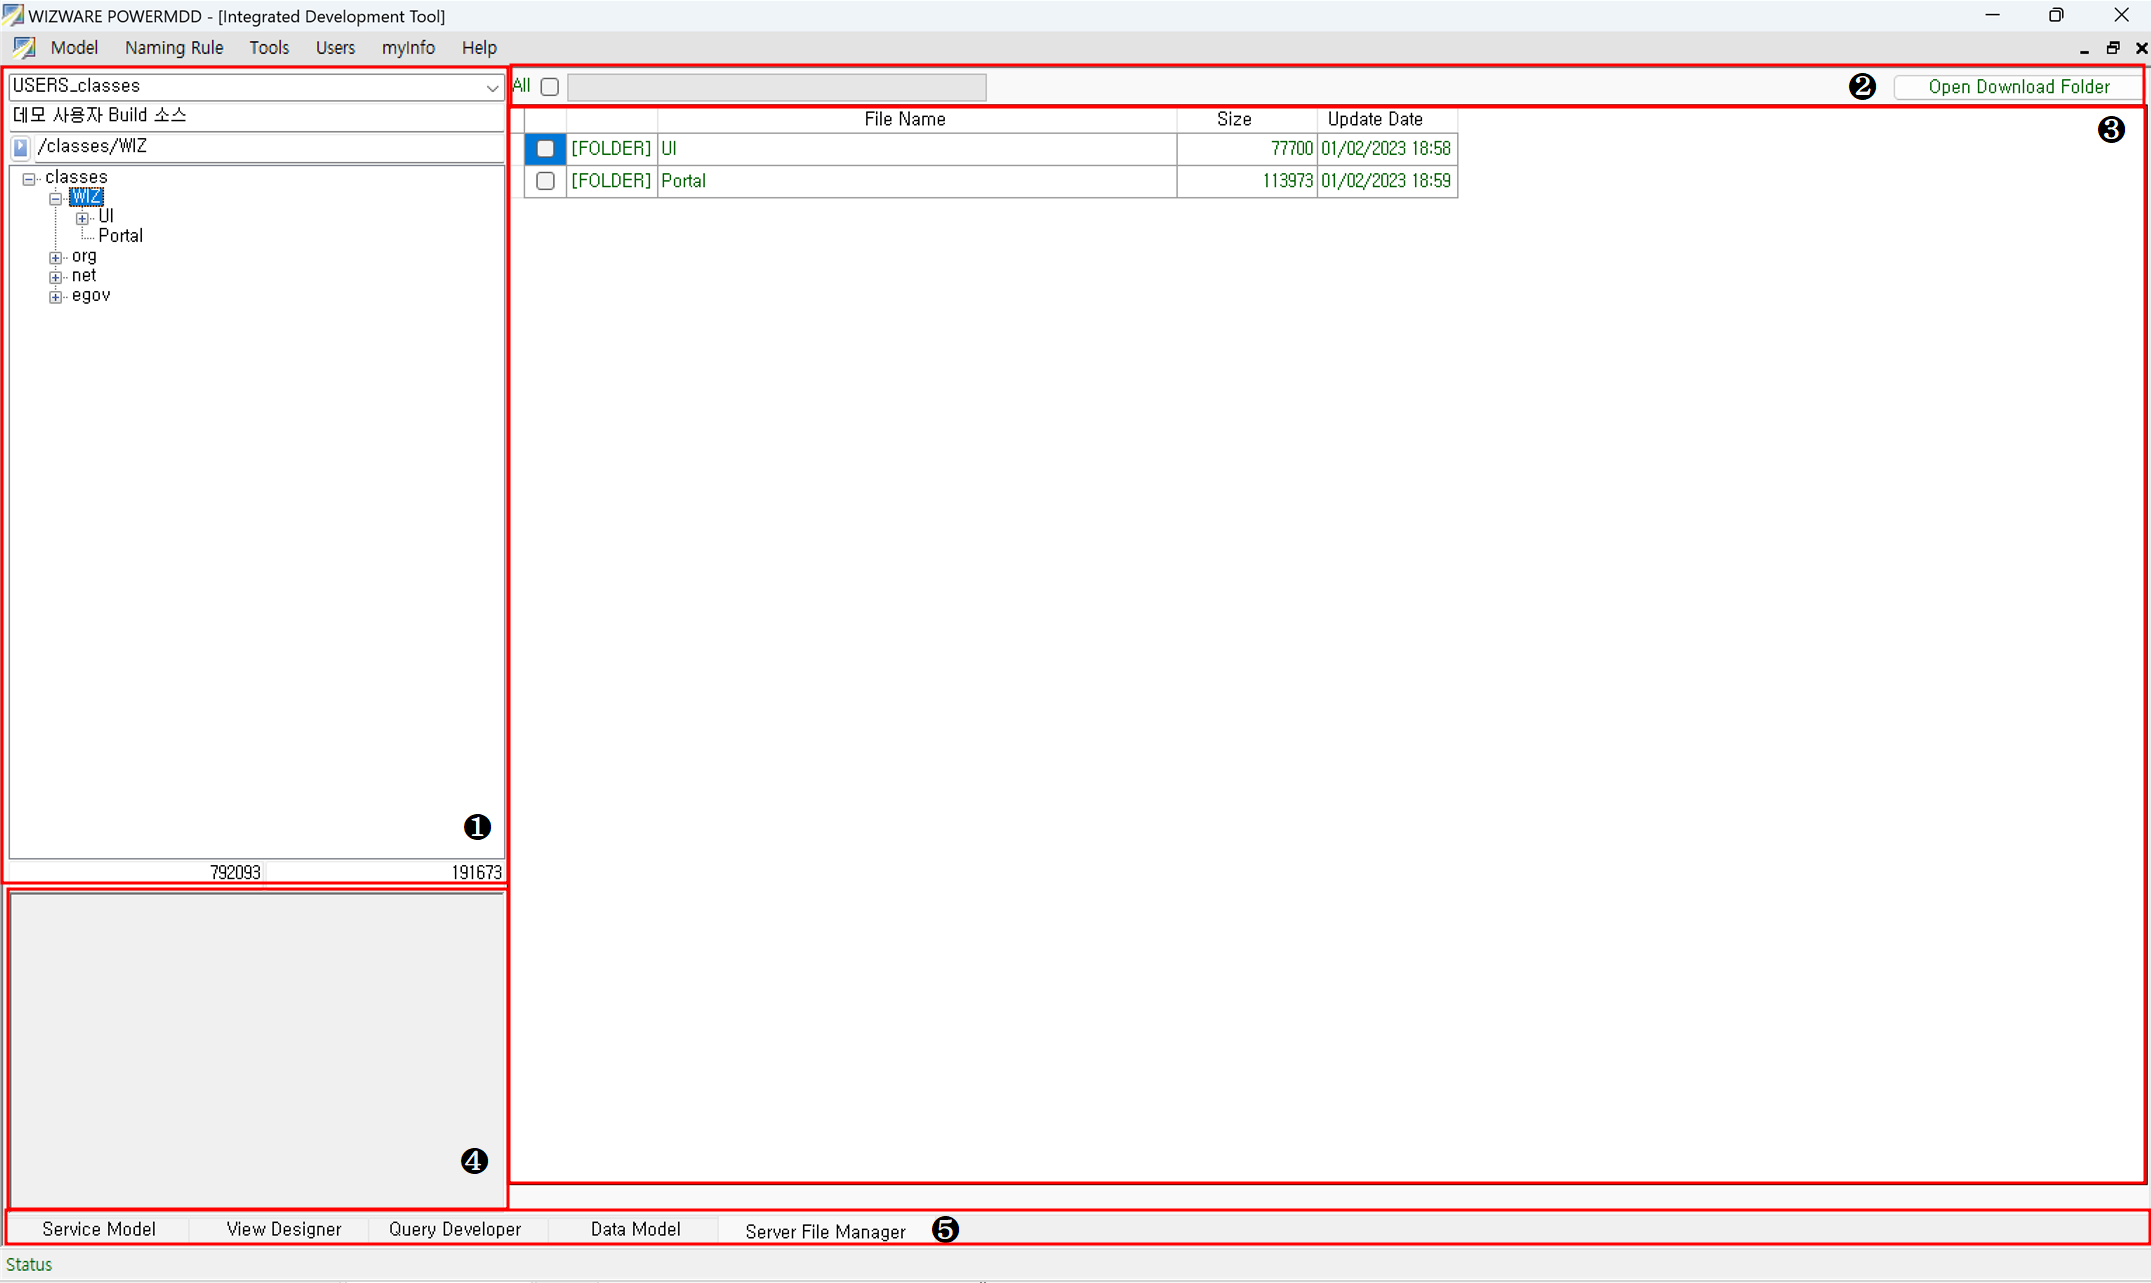 WIZWARE POWERMDD - [Integrated Development Tool]
Model Naming Rule Tools Users myInfo Help
USERS_classes
데모 사용자 Build 소스
/classes/WIZ
classes
WIZ
UI
Portal
org
net
egov
❶
792093 191673
❹
All ❷ Open Download Folder
File Name Size Update Date
❸
[FOLDER] UI 77700 01/02/2023 18:58
[FOLDER] Portal 113973 01/02/2023 18:59
Service Model View Designer Query Developer Data Model Server File Manager ❺
Status